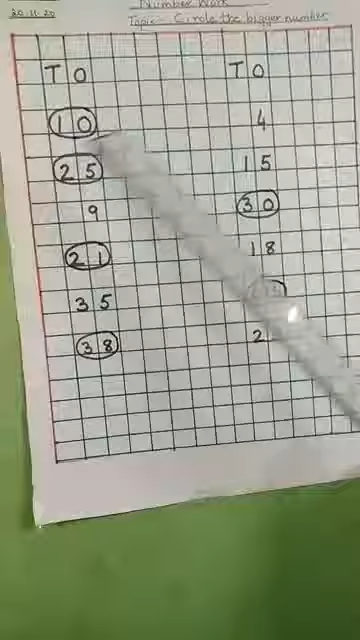 20.11.20 Number Work
Topic - Circle the bigger number
T O T O
10 4
25 15
9 30
21 18
35
38 2